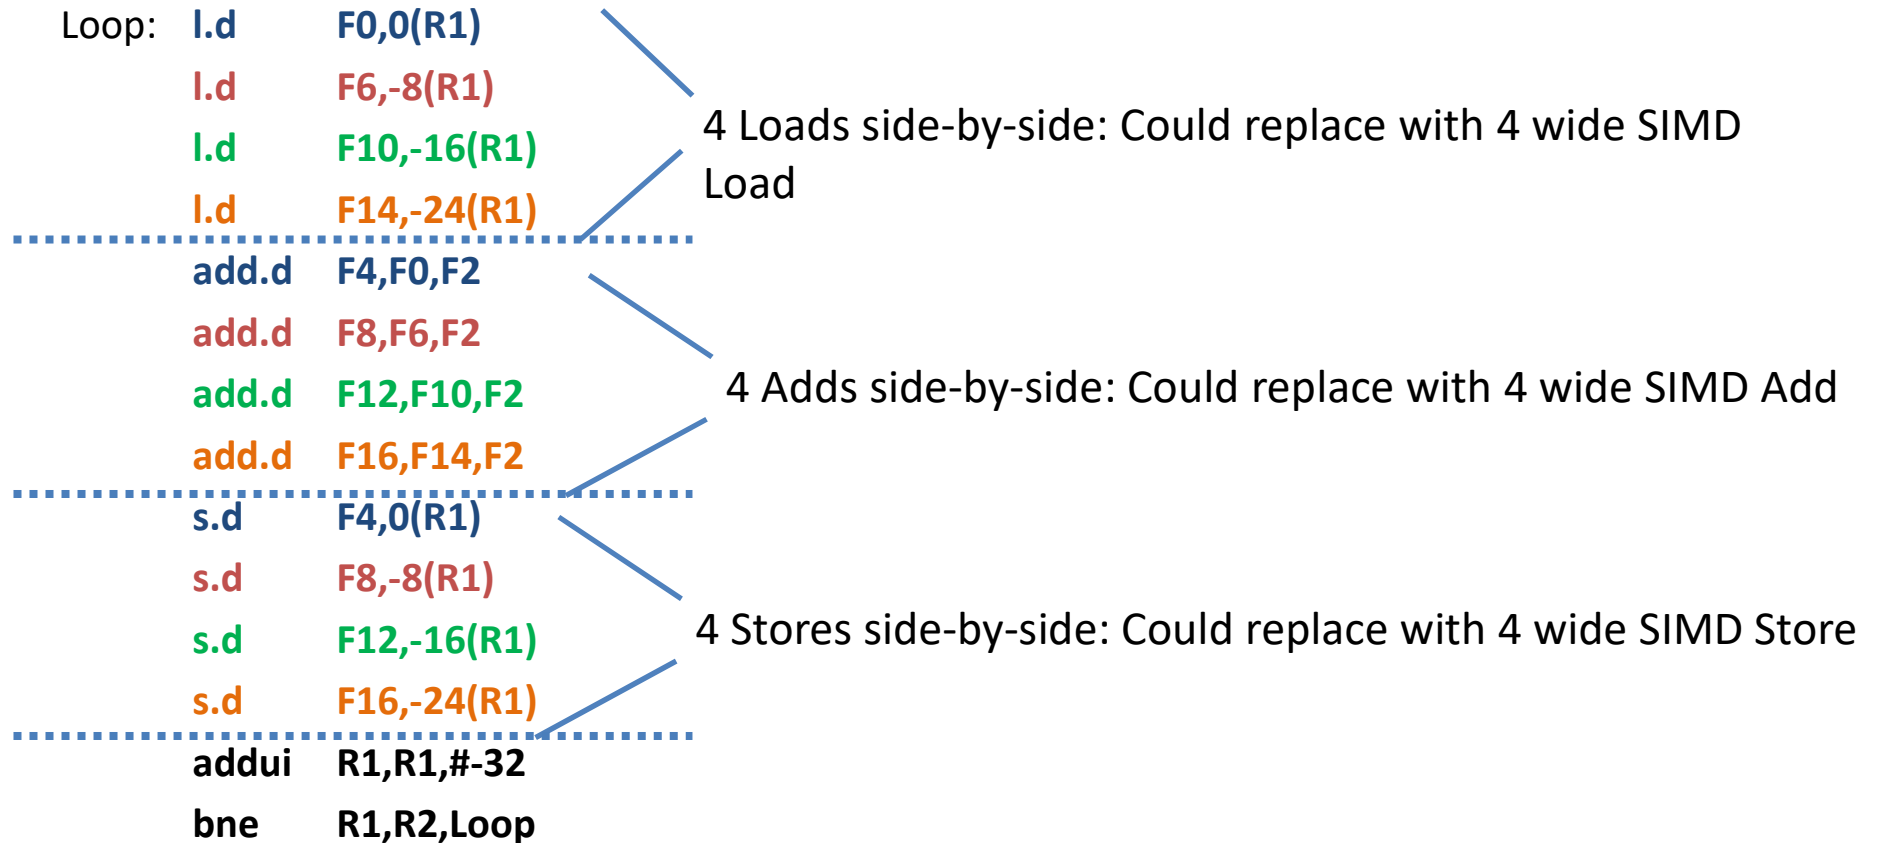 Loop: l.d F0,0(R1)
l.d F6,-8(R1)
4 Loads side-by-side: Could replace with 4 wide SIMD
Load
l.d F10,-16(R1)
l.d F14,-24(R1)
add.d F4,F0,F2
add.d F8,F6,F2
4 Adds side-by-side: Could replace with 4 wide SIMD Add
add.d F12,F10,F2
add.d F16,F14,F2
s.d F4,0(R1)
s.d F8,-8(R1)
4 Stores side-by-side: Could replace with 4 wide SIMD Store
s.d F12,-16(R1)
s.d F16,-24(R1)
addui R1,R1,#-32
bne R1,R2,Loop